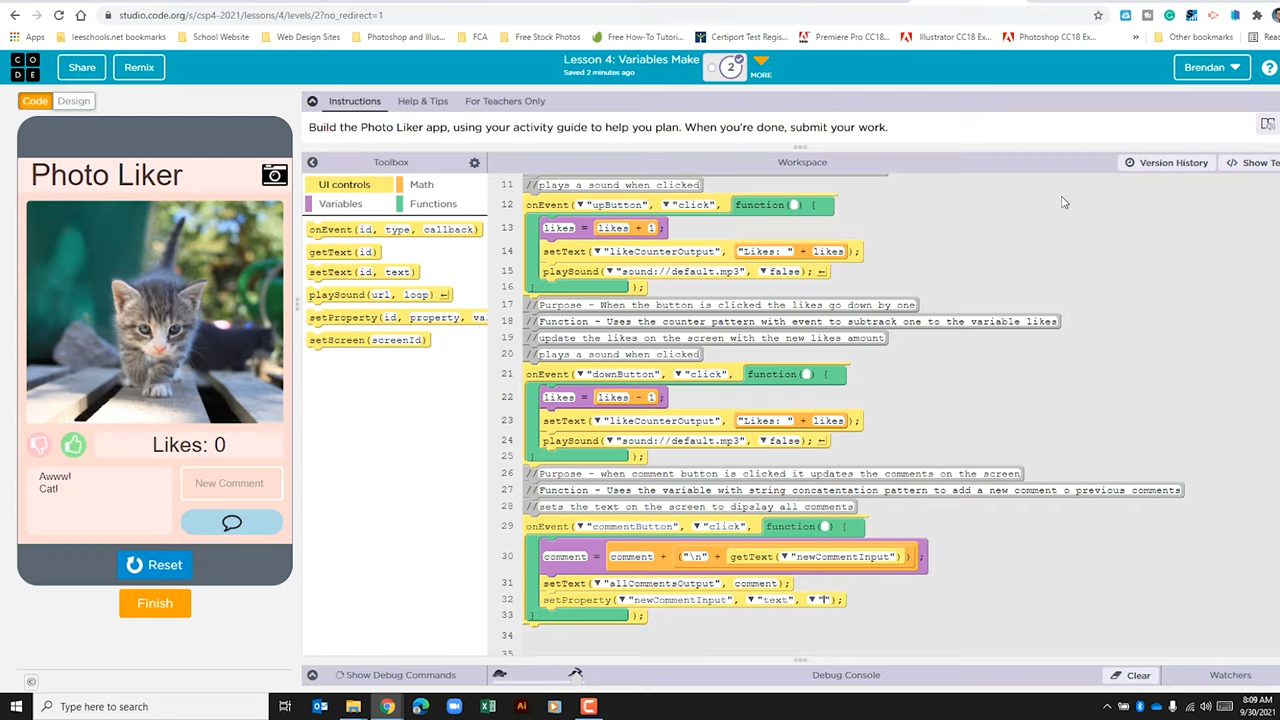 studio.code.org/s/csp4-2021/lessons/4/levels/2?no_redirect=1
Apps leeschools.net bookmarks School Website Web Design Sites Photoshop and Illust... FCA Free Stock Photos Free How-To Tutori... Certiport Test Regis... Premiere Pro CC18... Illustrator CC18 Ex... Photoshop CC18 Ex... » Other bookmarks
C O D E Share Remix Lesson 4: Variables Make 2 MORE Brendan ?
Saved 2 minutes ago
Code Design Instructions Help & Tips For Teachers Only
Build the Photo Liker app, using your activity guide to help you plan. When you're done, submit your work.
Toolbox Workspace Version History </> Show Te
UI controls Math
Variables Functions
onEvent(id, type, callback)
getText(id)
setText(id, text)
playSound(url, loop)
setProperty(id, property, va
setScreen(screenId)
Photo Liker
Likes: 0
Awww!
Cat!
New Comment
Reset
Finish
©
11 //plays a sound when clicked
12 onEvent(▼"upButton", ▼"click", function() {
13 likes = likes + 1;
14 setText(▼"likeCounterOutput", "Likes: " + likes);
15 playSound(▼"sound://default.mp3", ▼false);
16 } );
17 //Purpose - When the button is clicked the likes go down by one
18 //Function - Uses the counter pattern with event to subtrack one to the variable likes
19 //update the likes on the screen with the new likes amount
20 //plays a sound when clicked
21 onEvent(▼"downButton", ▼"click", function() {
22 likes = likes - 1;
23 setText(▼"likeCounterOutput", "Likes: " + likes);
24 playSound(▼"sound://default.mp3", ▼false);
25 } );
26 //Purpose - when comment button is clicked it updates the comments on the screen
27 //Function - Uses the variable with string concatentation pattern to add a new comment o previous comments
28 //sets the text on the screen to dipslay all comments
29 onEvent(▼"commentButton", ▼"click", function() {
30 comment = comment + ("\n" + getText(▼"newCommentInput"));
31 setText(▼"allCommentsOutput", comment);
32 setProperty(▼"newCommentInput", ▼"text", ▼"");
33 } );
34
35
Show Debug Commands Debug Console Clear Watchers
Type here to search
8:09 AM
9/30/2021